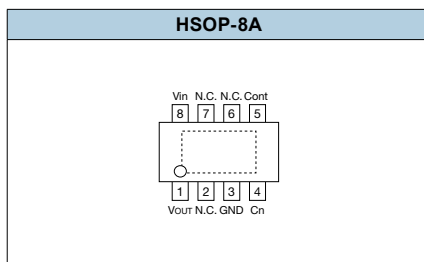 HSOP-8A
Vin N.C. N.C. Cont
8 7 6 5
1 2 3 4
VOUT N.C. GND Cn